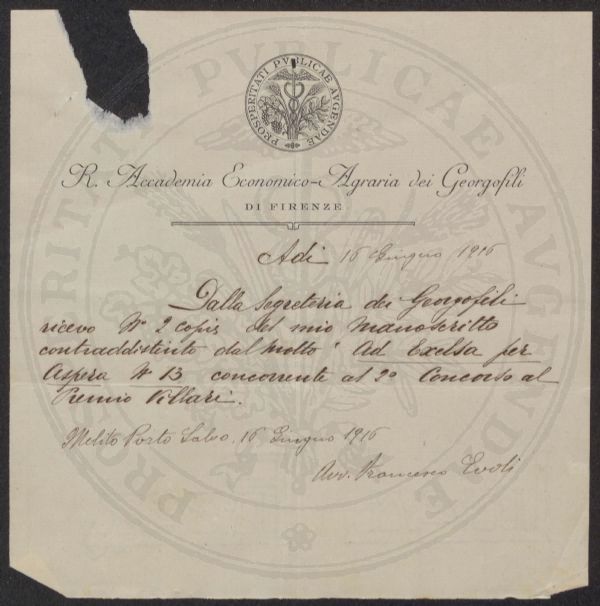 PROSPERITATI PVBLICAE AVGENDAE
R. Accademia Economico-Agraria dei Georgofili
DI FIRENZE
Adì 16 Giugno 1916
Dalla Segreteria dei Georgofili
ricevo N° 2 copie del mio manoscritto
contraddistinto dal motto "Ad Exelsa per
Aspera N° 13 concorrente al 2° Concorso al
Premio Villari.
Melito Porto Salvo, 16 Giugno 1916
Avv. Francesco Evoli